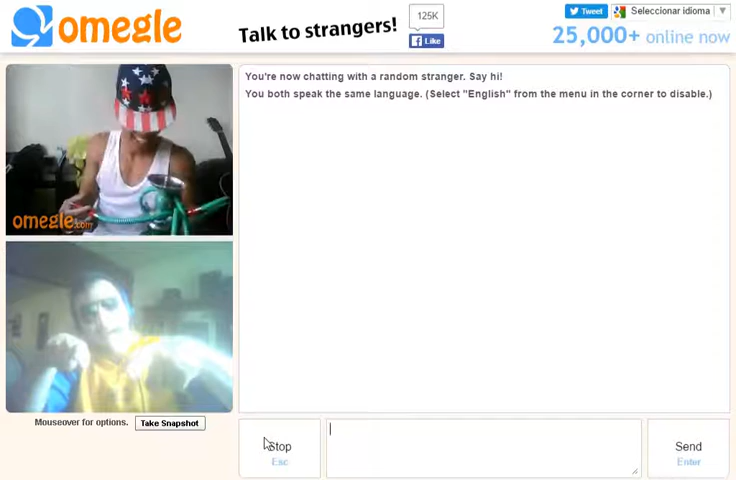 omegle
Talk to strangers!
125K
Like
Tweet
Seleccionar idioma
25,000+ online now
You're now chatting with a random stranger. Say hi!
You both speak the same language. (Select "English" from the menu in the corner to disable.)
omegle.com
Mouseover for options.
Take Snapshot
Stop
Esc
Send
Enter